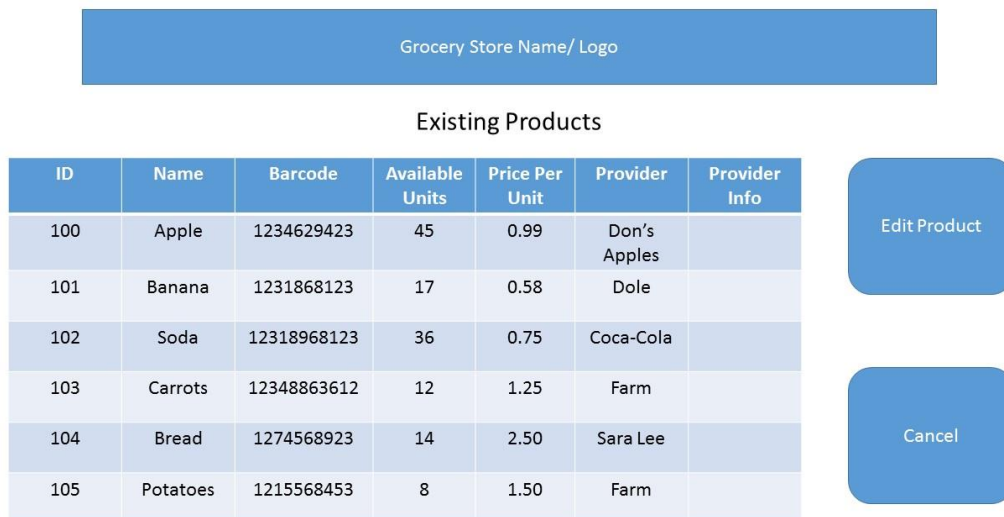 Grocery Store Name/ Logo
Existing Products
ID Name Barcode Available Units Price Per Unit Provider Provider Info
100 Apple 1234629423 45 0.99 Don's Apples
101 Banana 1231868123 17 0.58 Dole
102 Soda 12318968123 36 0.75 Coca-Cola
103 Carrots 12348863612 12 1.25 Farm
104 Bread 1274568923 14 2.50 Sara Lee
105 Potatoes 1215568453 8 1.50 Farm
Edit Product
Cancel